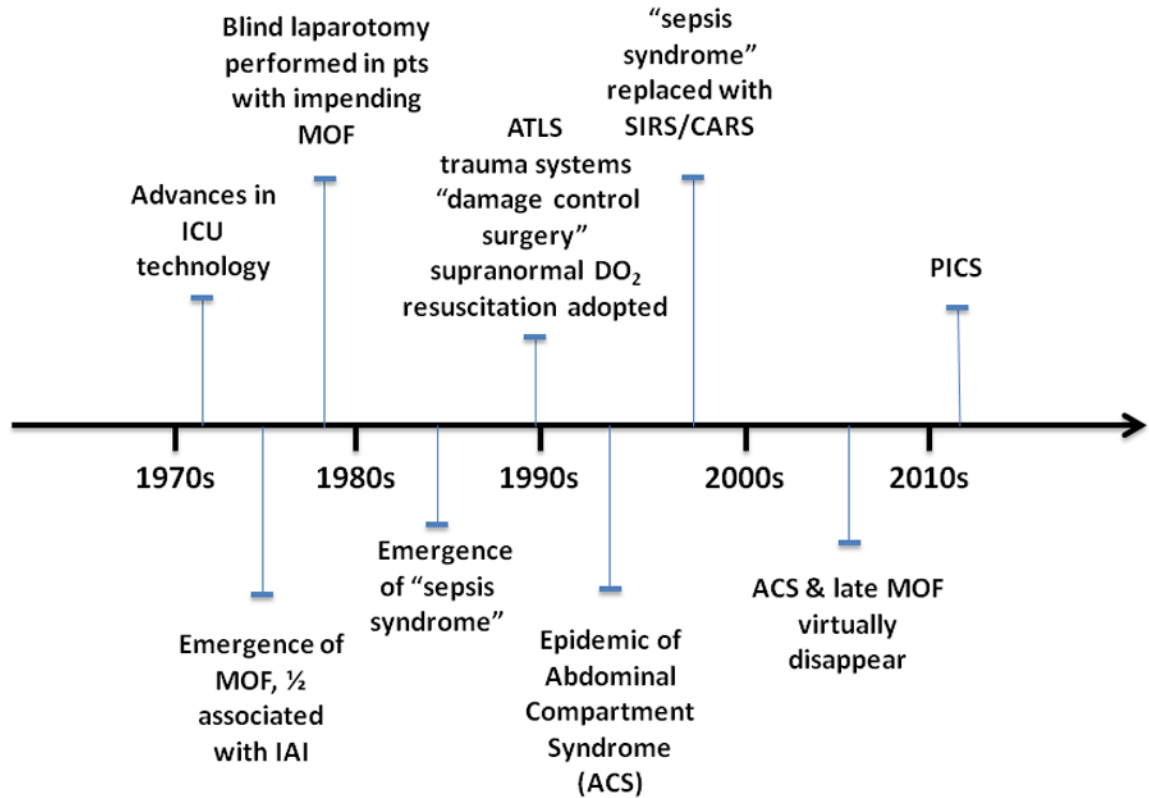 Blind laparotomy
performed in pts
with impending
MOF
“sepsis
syndrome”
replaced with
SIRS/CARS
ATLS
trauma systems
“damage control
surgery”
supranormal DO₂
resuscitation adopted
Advances in
ICU
technology
PICS
1970s
1980s
1990s
2000s
2010s
Emergence of
MOF, ½
associated
with IAI
Emergence
of “sepsis
syndrome”
Epidemic of
Abdominal
Compartment
Syndrome
(ACS)
ACS & late MOF
virtually
disappear